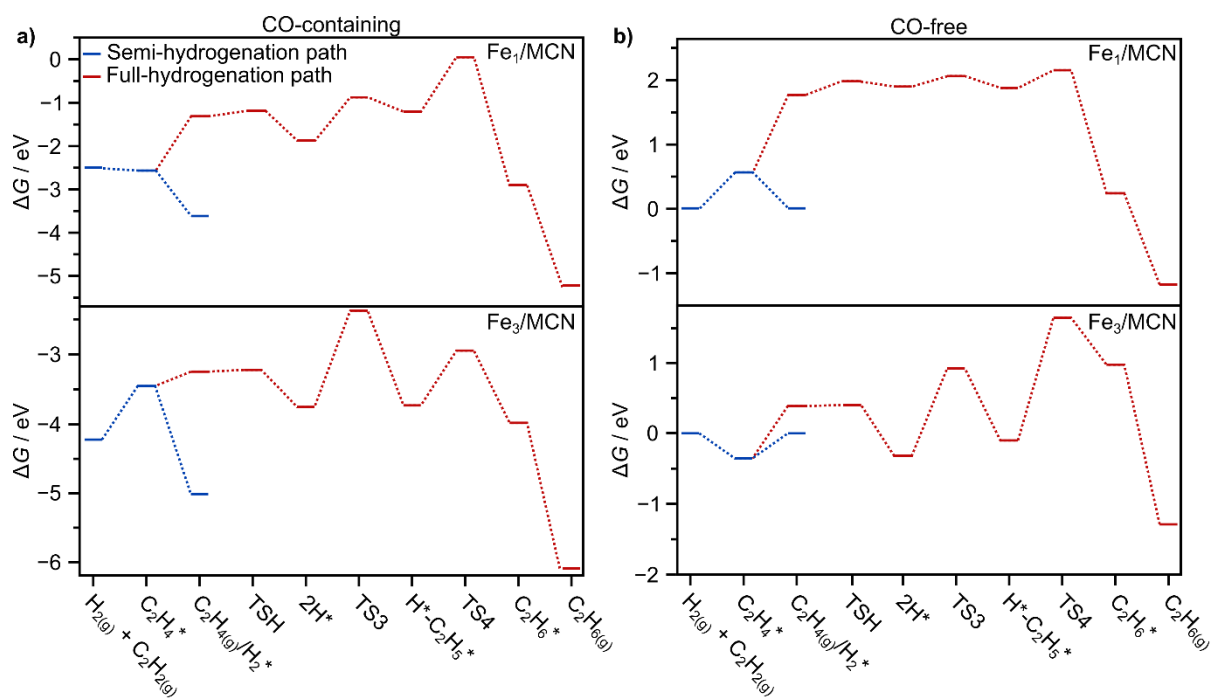 a)
CO-containing
Semi-hydrogenation path
Full-hydrogenation path
Fe₁/MCN
0
−1
−2
−3
−4
−5
ΔG / eV
Fe₃/MCN
−3
−4
−5
−6
ΔG / eV
H₂₍g₎ + C₂H₂₍g₎
C₂H₄*
C₂H₄₍g₎/H₂*
TSH
2H*
TS3
H*-C₂H₅*
TS4
C₂H₆*
C₂H₆₍g₎
b)
CO-free
Fe₁/MCN
2
1
0
−1
ΔG / eV
Fe₃/MCN
1
0
−1
−2
ΔG / eV
H₂₍g₎ + C₂H₂₍g₎
C₂H₄*
C₂H₄₍g₎/H₂*
TSH
2H*
TS3
H*-C₂H₅*
TS4
C₂H₆*
C₂H₆₍g₎